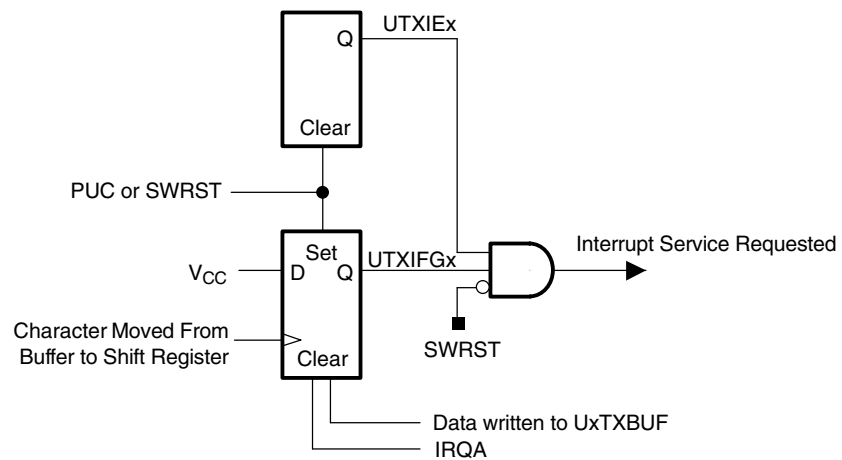 UTXIEx
Q
Clear
PUC or SWRST
Set
VCC
D
Q
UTXIFGx
Interrupt Service Requested
Character Moved From
Buffer to Shift Register
Clear
SWRST
Data written to UxTXBUF
IRQA